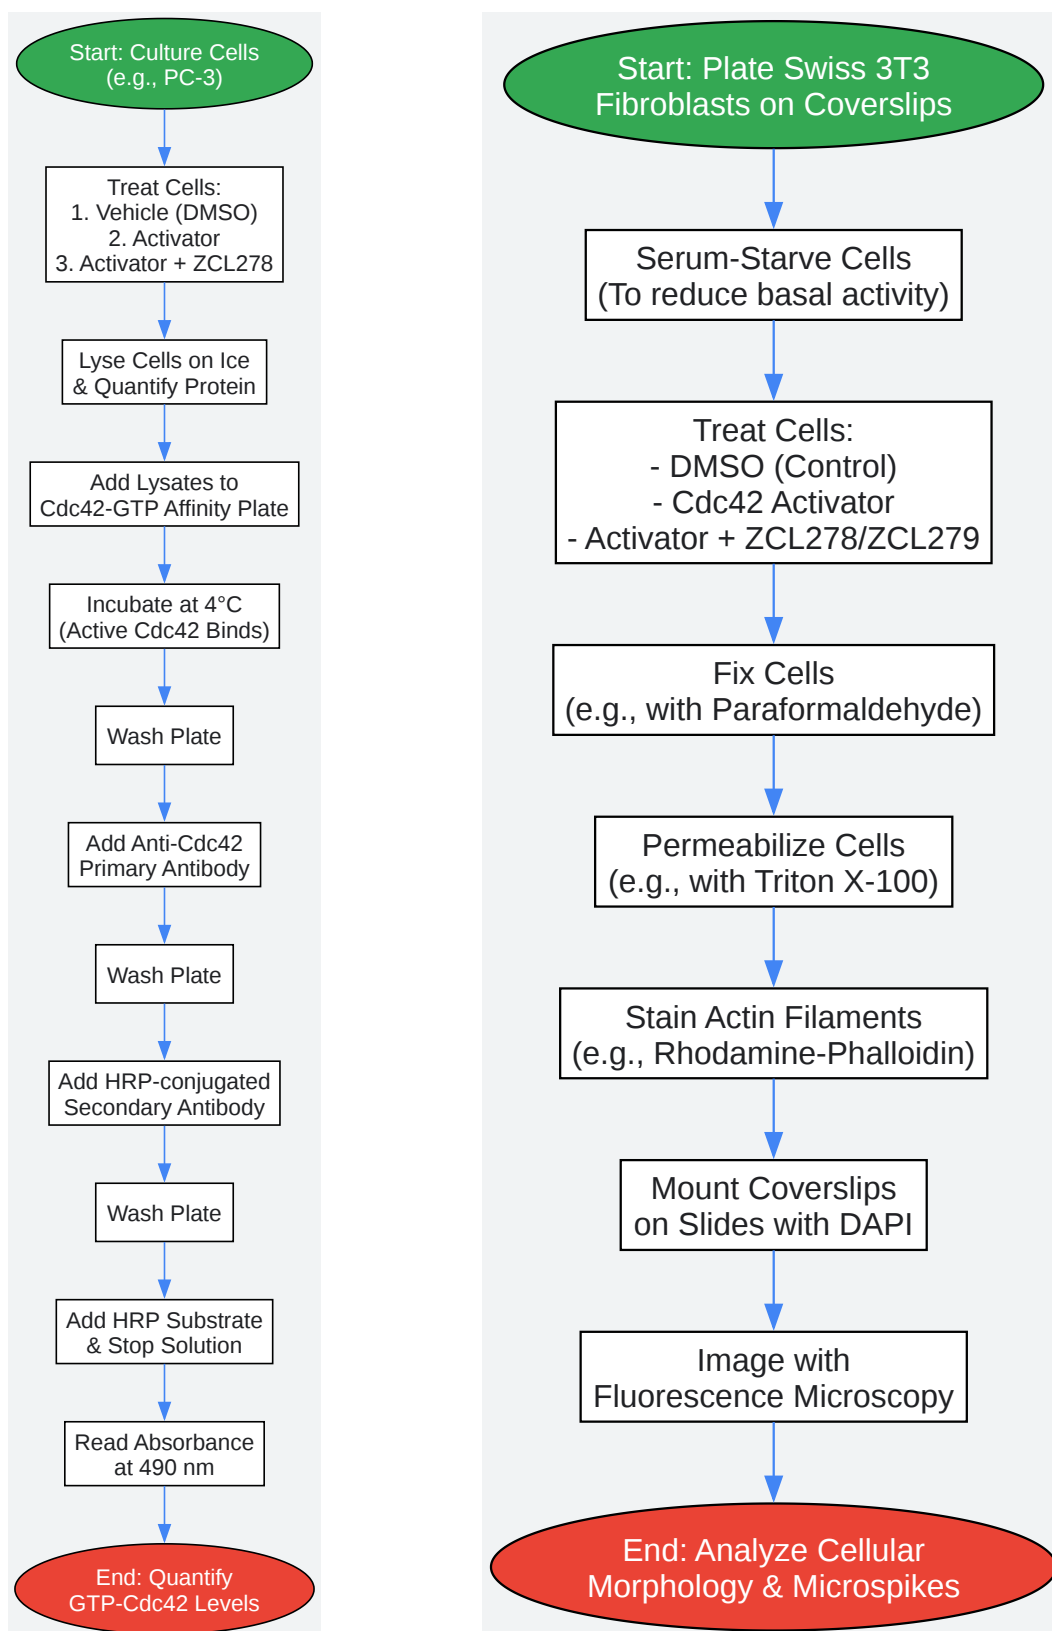 Start: Culture Cells
(e.g., PC-3)
Treat Cells:
1. Vehicle (DMSO)
2. Activator
3. Activator + ZCL278
Lyse Cells on Ice
& Quantify Protein
Add Lysates to
Cdc42-GTP Affinity Plate
Incubate at 4°C
(Active Cdc42 Binds)
Wash Plate
Add Anti-Cdc42
Primary Antibody
Wash Plate
Add HRP-conjugated
Secondary Antibody
Wash Plate
Add HRP Substrate
& Stop Solution
Read Absorbance
at 490 nm
End: Quantify
GTP-Cdc42 Levels
Start: Plate Swiss 3T3
Fibroblasts on Coverslips
Serum-Starve Cells
(To reduce basal activity)
Treat Cells:
- DMSO (Control)
- Cdc42 Activator
- Activator + ZCL278/ZCL279
Fix Cells
(e.g., with Paraformaldehyde)
Permeabilize Cells
(e.g., with Triton X-100)
Stain Actin Filaments
(e.g., Rhodamine-Phalloidin)
Mount Coverslips
on Slides with DAPI
Image with
Fluorescence Microscopy
End: Analyze Cellular
Morphology & Microspikes